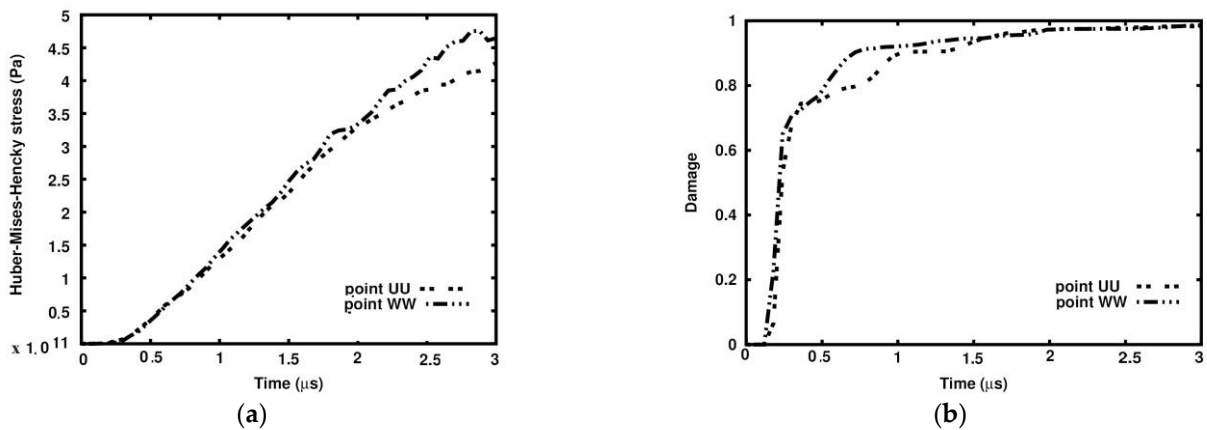 5
4.5
4
3.5
3
2.5
2
1.5
1
0.5
x 1.0 11
Huber-Mises-Hencky stress (Pa)
point UU
point WW
0 0.5 1 1.5 2 2.5 3
Time (μs)
(a)
1
0.8
0.6
0.4
0.2
0
Damage
point UU
point WW
0 0.5 1 1.5 2 2.5 3
Time (μs)
(b)